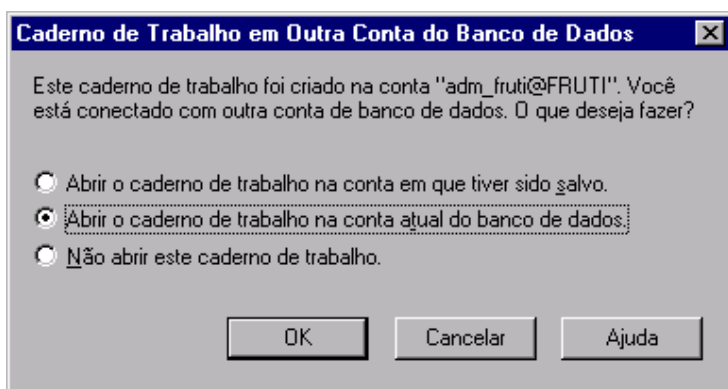 Caderno de Trabalho em Outra Conta do Banco de Dados
Este caderno de trabalho foi criado na conta "adm_fruti@FRUTI". Você
está conectado com outra conta de banco de dados. O que deseja fazer?
Abrir o caderno de trabalho na conta em que tiver sido salvo.
Abrir o caderno de trabalho na conta atual do banco de dados.
Não abrir este caderno de trabalho.
OK Cancelar Ajuda